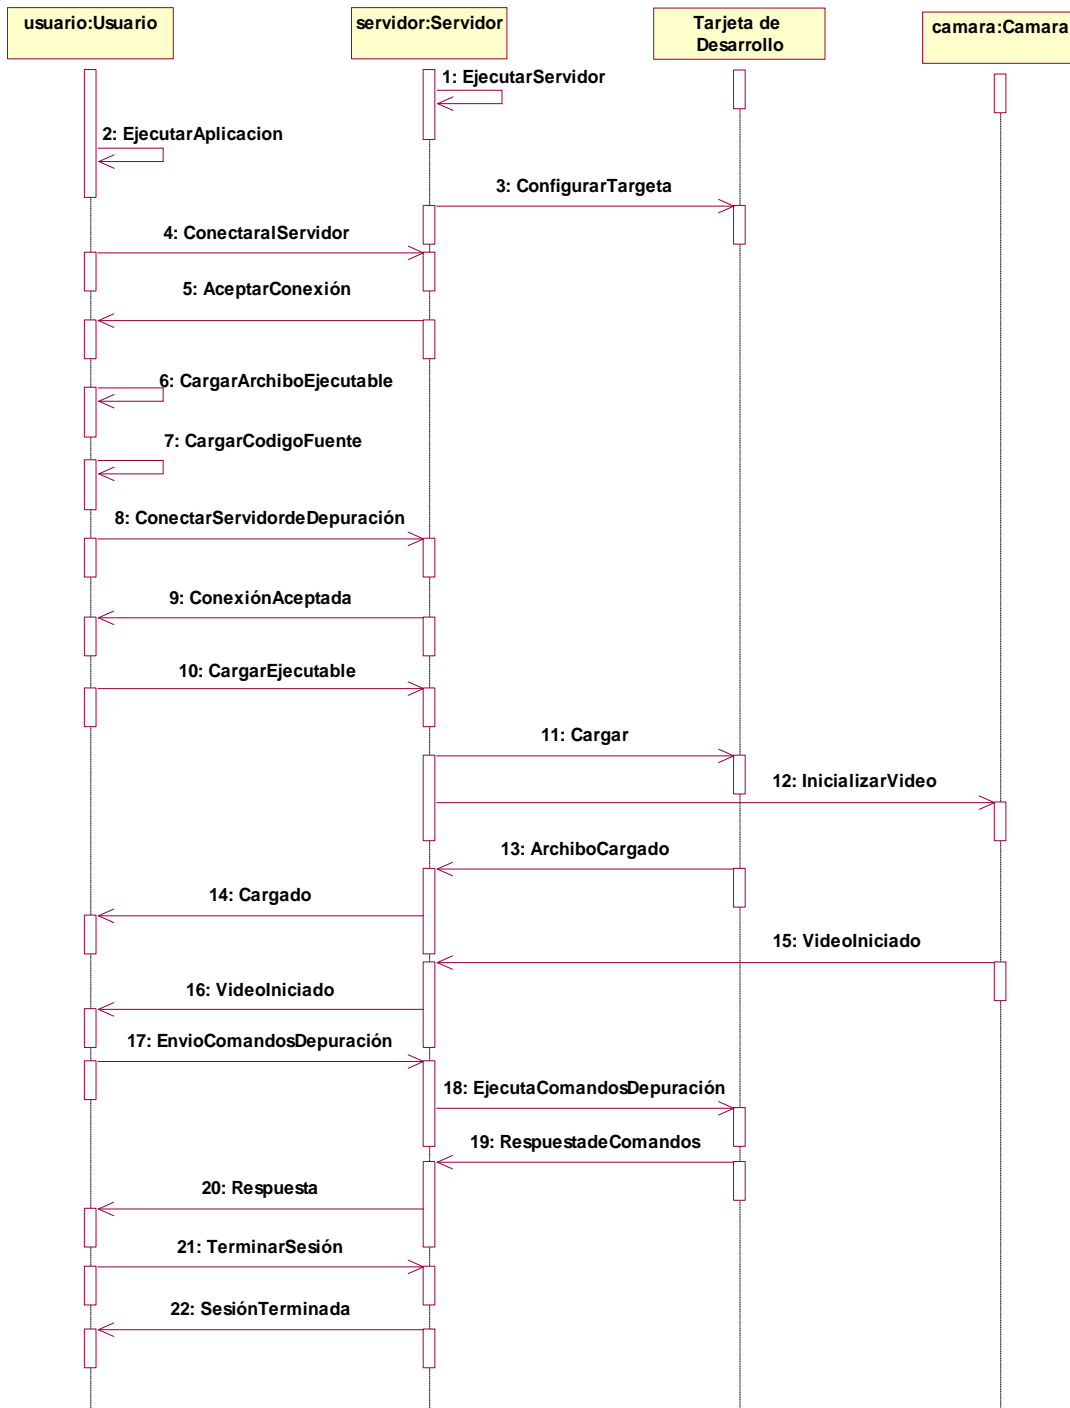 usuario:Usuario
servidor:Servidor
Tarjeta de
Desarrollo
camara:Camara
1: EjecutarServidor
2: EjecutarAplicacion
3: ConfigurarTargeta
4: ConectaralServidor
5: AceptarConexión
6: CargarArchiboEjecutable
7: CargarCodigoFuente
8: ConectarServidordeDepuración
9: ConexiónAceptada
10: CargarEjecutable
11: Cargar
12: InicializarVideo
13: ArchiboCargado
14: Cargado
15: VideoIniciado
16: VideoIniciado
17: EnvioComandosDepuración
18: EjecutaComandosDepuración
19: RespuestadeComandos
20: Respuesta
21: TerminarSesión
22: SesiónTerminada